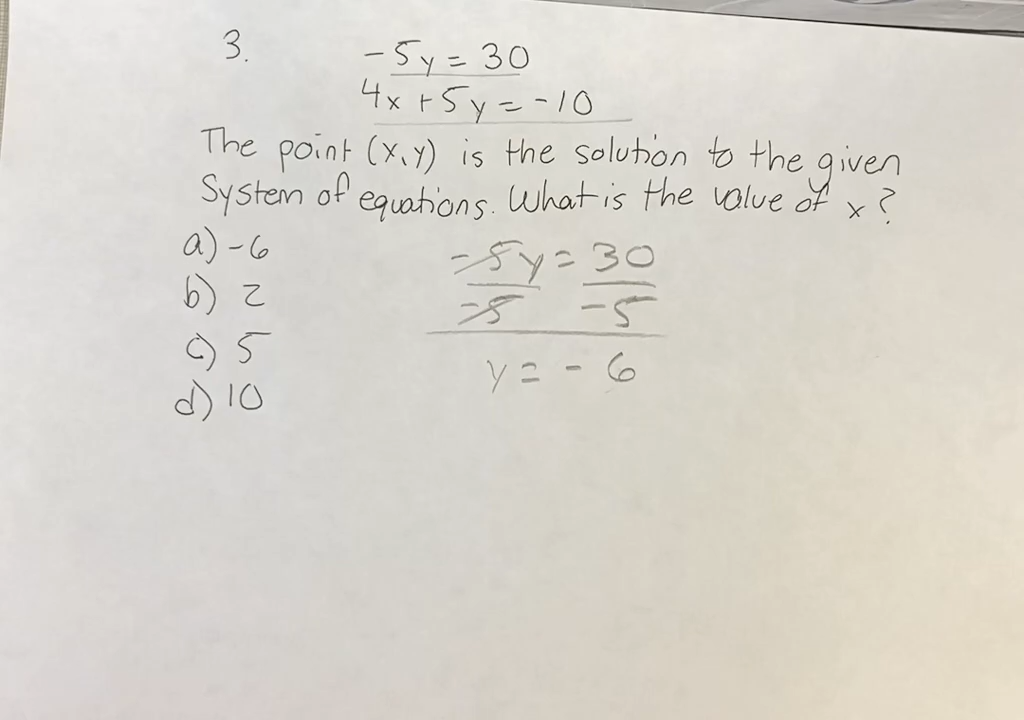 3.
-5y = 30
4x + 5y = -10
The point (x,y) is the solution to the given
System of equations. What is the value of x?
a) -6
b) 2
c) 5
d) 10
-5y = 30
-5 -5
y = - 6